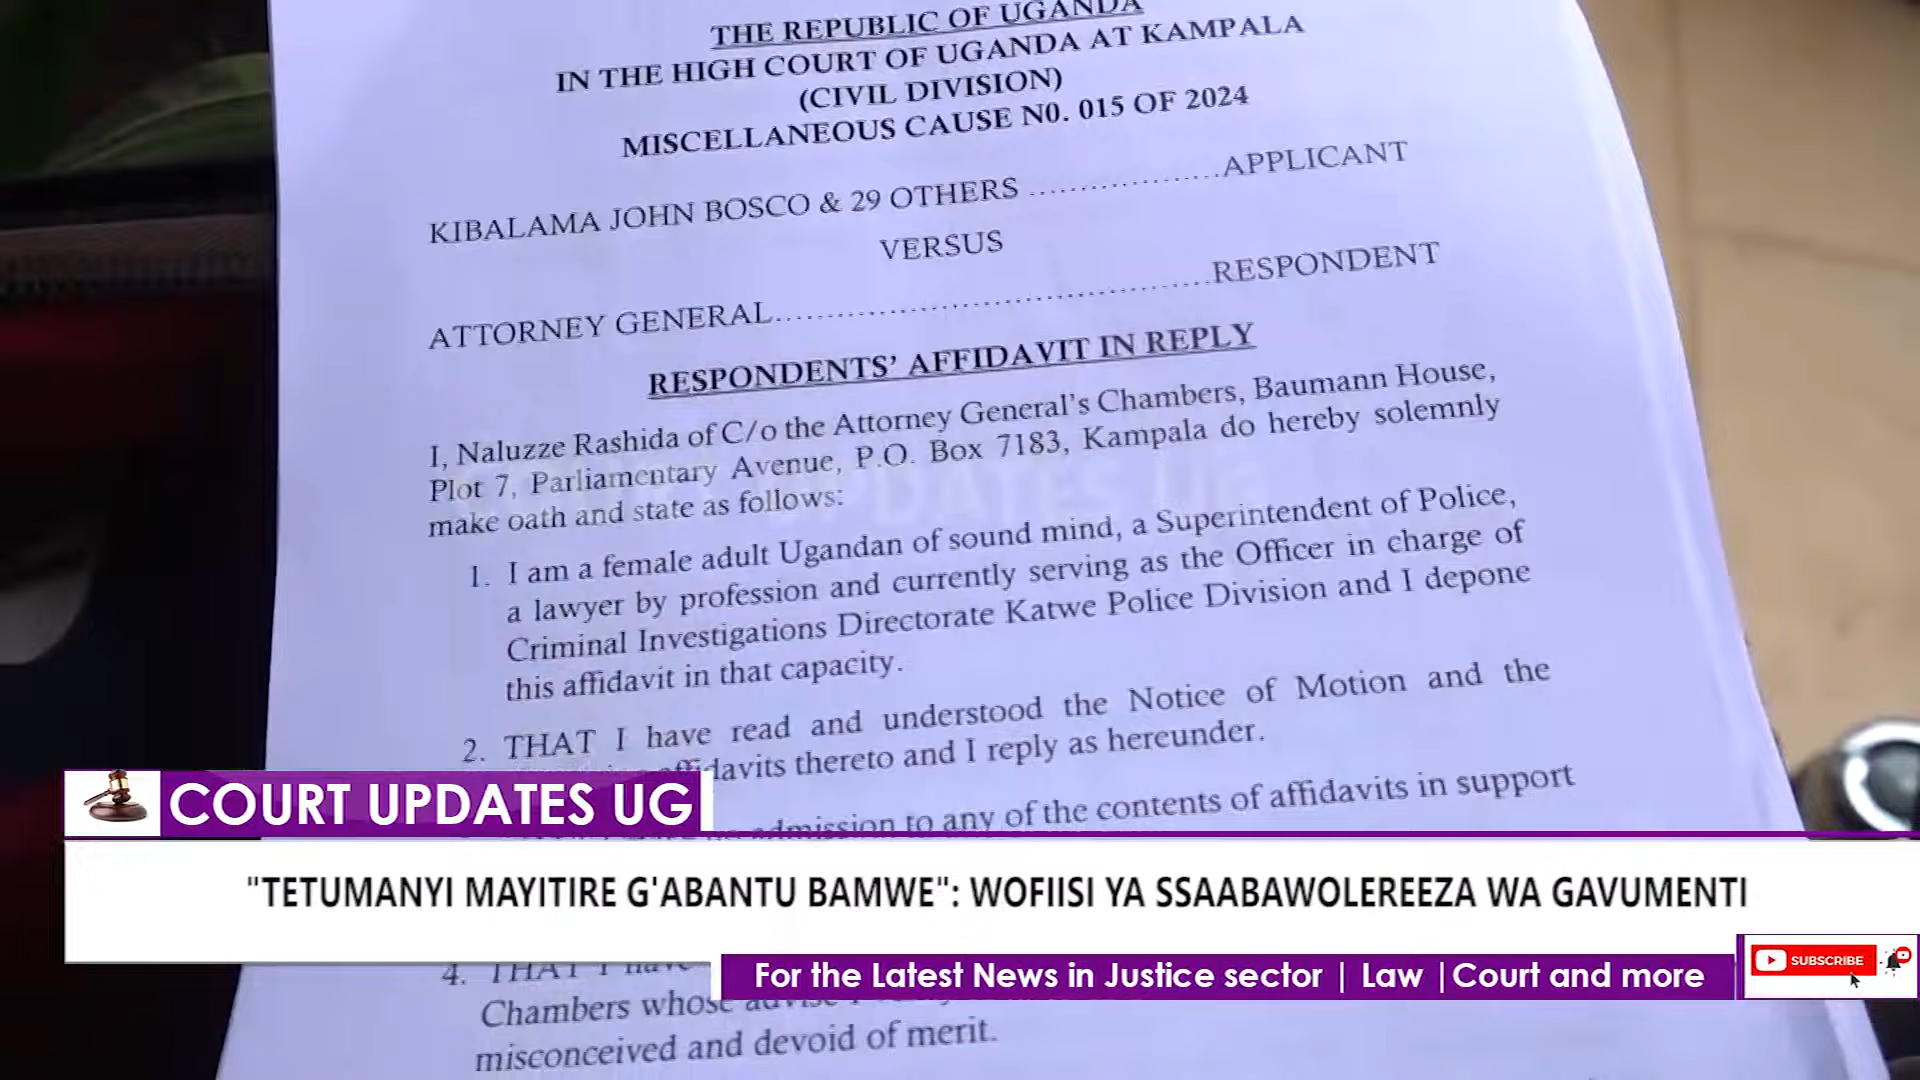 THE REPUBLIC OF UGANDA
IN THE HIGH COURT OF UGANDA AT KAMPALA
(CIVIL DIVISION)
MISCELLANEOUS CAUSE N0. 015 OF 2024
KIBALAMA JOHN BOSCO & 29 OTHERS ...................APPLICANT
VERSUS
ATTORNEY GENERAL..........................................RESPONDENT
RESPONDENTS' AFFIDAVIT IN REPLY
I, Naluzze Rashida of C/o the Attorney General's Chambers, Baumann House,
Plot 7, Parliamentary Avenue, P.O. Box 7183, Kampala do hereby solemnly
make oath and state as follows:
1. I am a female adult Ugandan of sound mind, a Superintendent of Police,
a lawyer by profession and currently serving as the Officer in charge of
Criminal Investigations Directorate Katwe Police Division and I depone
this affidavit in that capacity.
2. THAT I have read and understood the Notice of Motion and the
affidavits thereto and I reply as hereunder.
admission to any of the contents of affidavits in support
COURT UPDATES UG
"TETUMANYI MAYITIRE G'ABANTU BAMWE": WOFIISI YA SSAABAWOLEREEZA WA GAVUMENTI
4. THAT I have
For the Latest News in Justice sector | Law |Court and more
SUBSCRIBE
Chambers whose
misconceived and devoid of merit.